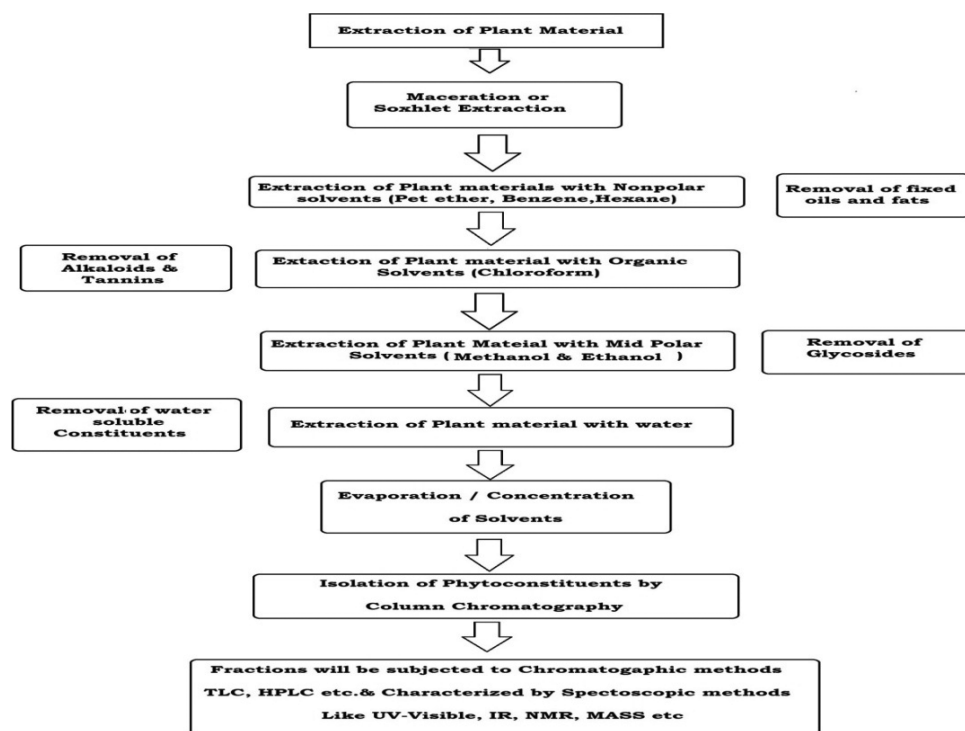 Extraction of Plant Material
Maceration or
Soxhlet Extraction
Extraction of Plant materials with Nonpolar
solvents (Pet ether, Benzene,Hexane)
Removal of fixed
oils and fats
Removal of
Alkaloids &
Tannins
Extaction of Plant material with Organic
Solvents (Chloroform)
Extraction of Plant Mateial with Mid Polar
Solvents ( Methanol & Ethanol )
Removal of
Glycosides
Removal of water
soluble
Constituents
Extraction of Plant material with water
Evaporation / Concentration
of Solvents
Isolation of Phytoconstituents by
Column Chromatography
Fractions will be subjected to Chromatogaphic methods
TLC, HPLC etc.& Characterized by Spectoscopic methods
Like UV-Visible, IR, NMR, MASS etc